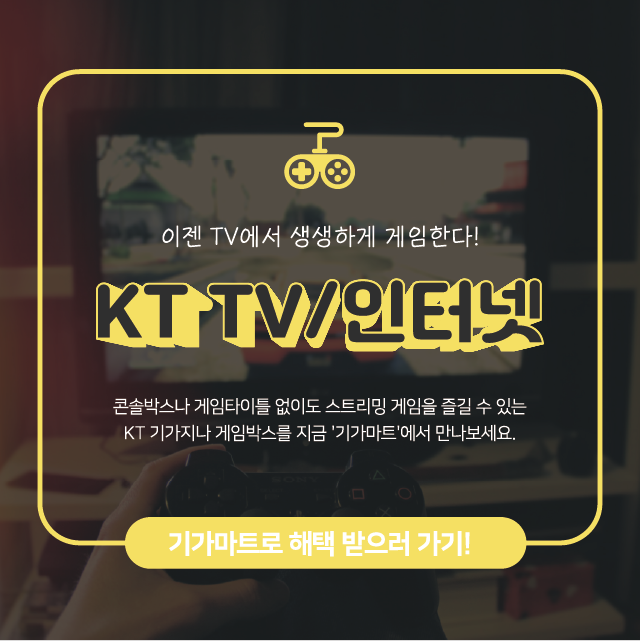 이젠 TV에서 생생하게 게임한다!
KT TV/인터넷
콘솔박스나 게임타이틀 없이도 스트리밍 게임을 즐길 수 있는
KT 기가지나 게임박스를 지금 '기가마트'에서 만나보세요.
기가마트로 해택 받으러 가기!